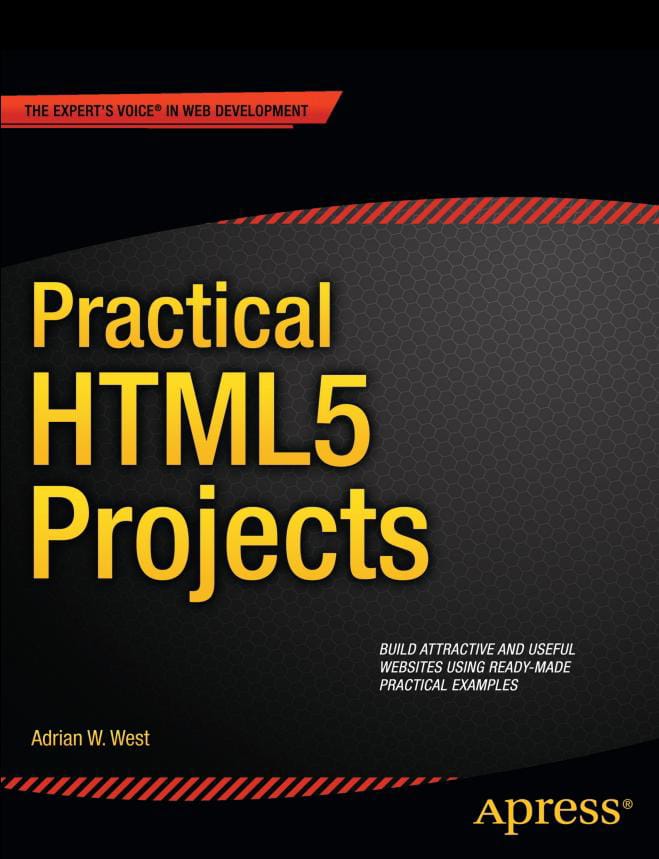 THE EXPERT'S VOICE® IN WEB DEVELOPMENT
Practical
HTML5
Projects
BUILD ATTRACTIVE AND USEFUL
WEBSITES USING READY-MADE
PRACTICAL EXAMPLES
Adrian W. West
Apress®